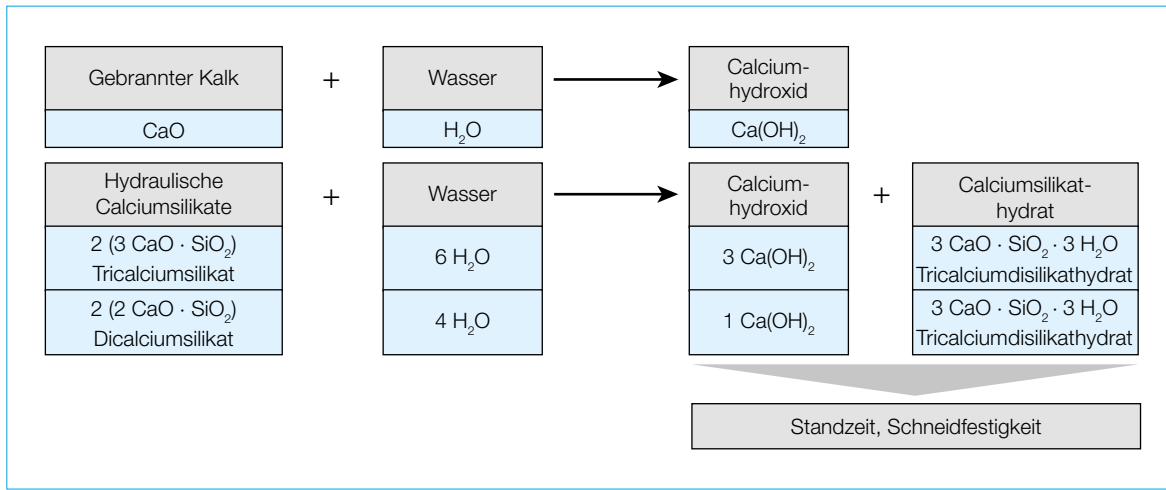 Gebrannter Kalk + Wasser Calcium-
hydroxid
CaO H₂O Ca(OH)₂
Hydraulische
Calciumsilikate
+
Wasser
Calcium-
hydroxid
+
Calciumsilikat-
hydrat
2 (3 CaO · SiO₂)
Tricalciumsilikat
6 H₂O
3 Ca(OH)₂
3 CaO · SiO₂ · 3 H₂O
Tricalciumdisilikathydrat
2 (2 CaO · SiO₂)
Dicalciumsilikat
4 H₂O
1 Ca(OH)₂
3 CaO · SiO₂ · 3 H₂O
Tricalciumdisilikathydrat
Standzeit, Schneidfestigkeit